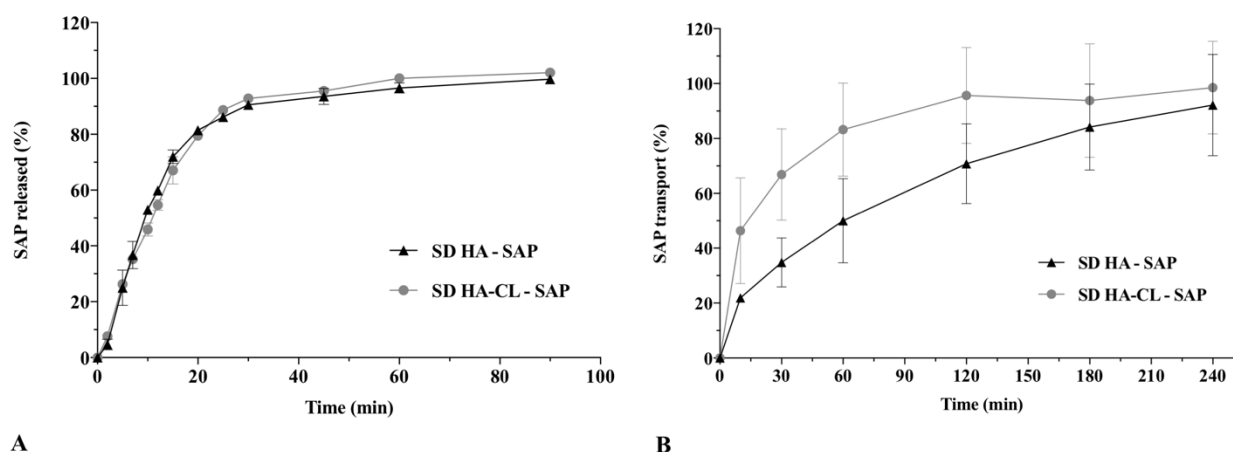 120
100
80
60
40
20
0
SAP released (%)
SD HA - SAP
SD HA-CL - SAP
0 20 40 60 80 100
Time (min)
A
120
100
80
60
40
20
0
SAP transport (%)
SD HA - SAP
SD HA-CL - SAP
0 30 60 90 120 150 180 210 240
Time (min)
B